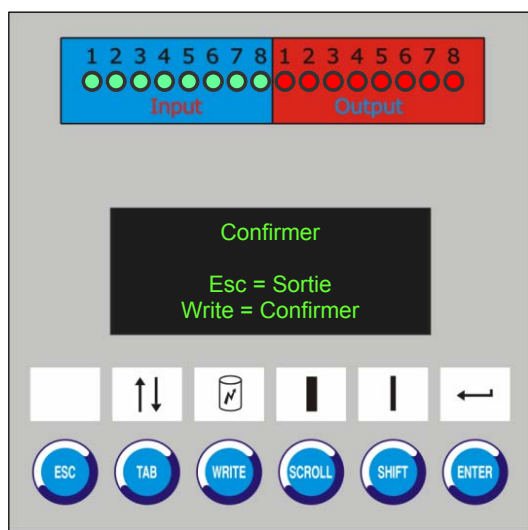 1 2 3 4 5 6 7 8 1 2 3 4 5 6 7 8
Input Output
Confirmer
Esc = Sortie
Write = Confirmer
ESC TAB WRITE SCROLL SHIFT ENTER